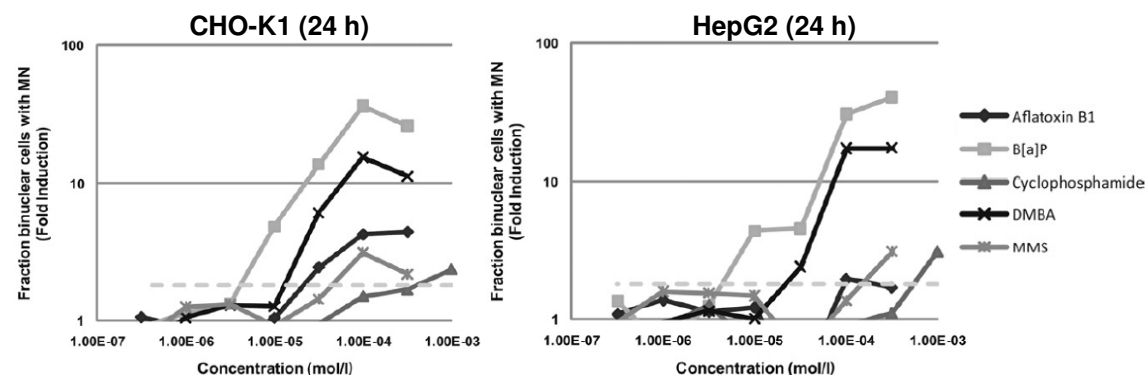 CHO-K1 (24 h)
Fraction binuclear cells with MN
(Fold Induction)
100
10
1
1.00E-07 1.00E-06 1.00E-05 1.00E-04 1.00E-03
Concentration (mol/l)
HepG2 (24 h)
Fraction binuclear cells with MN
(Fold Induction)
100
10
1
1.00E-07 1.00E-06 1.00E-05 1.00E-04 1.00E-03
Concentration (mol/l)
Aflatoxin B1
B[a]P
Cyclophosphamide
DMBA
MMS